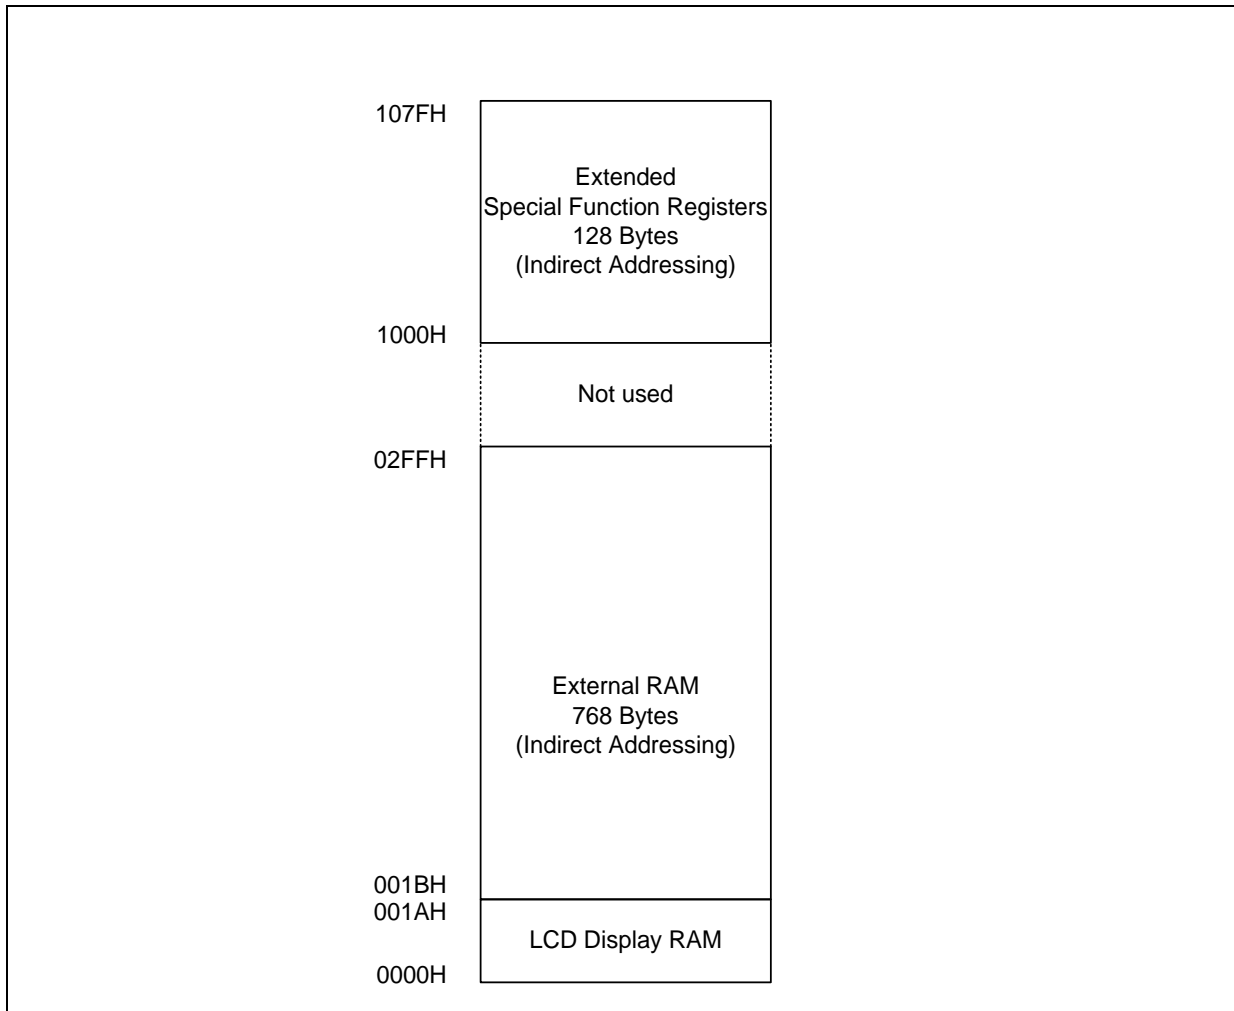 107FH
Extended
Special Function Registers
128 Bytes
(Indirect Addressing)
1000H
Not used
02FFH
External RAM
768 Bytes
(Indirect Addressing)
001BH
001AH
LCD Display RAM
0000H